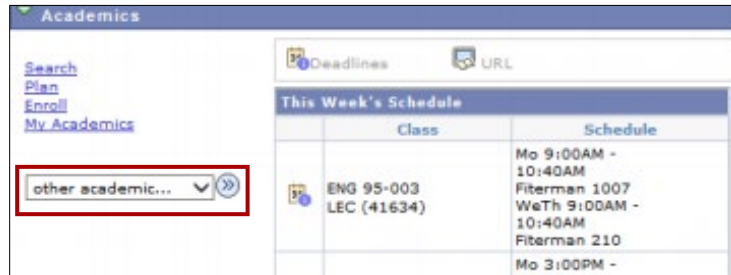 Academics
Search
Plan
Enroll
My Academics
other academic...
Deadlines
URL
This Week's Schedule
Class
Schedule
ENG 95-003
LEC (41634)
Mo 9:00AM -
10:40AM
Fiterman 1007
WeTh 9:00AM -
10:40AM
Fiterman 210
Mo 3:00PM -